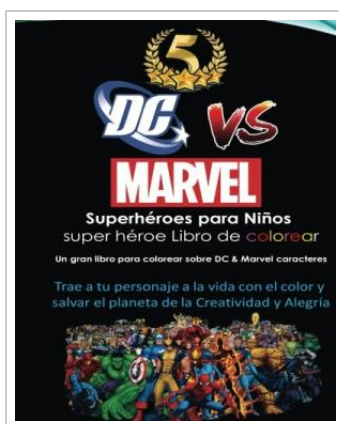 5
DC
VS
MARVEL
Superhéroes para Niños
super héroe Libro de colorear
Un gran libro para colorear sobre DC & Marvel caracteres
Trae a tu personaje a la vida con el color y
salvar el planeta de la Creatividad y Alegría